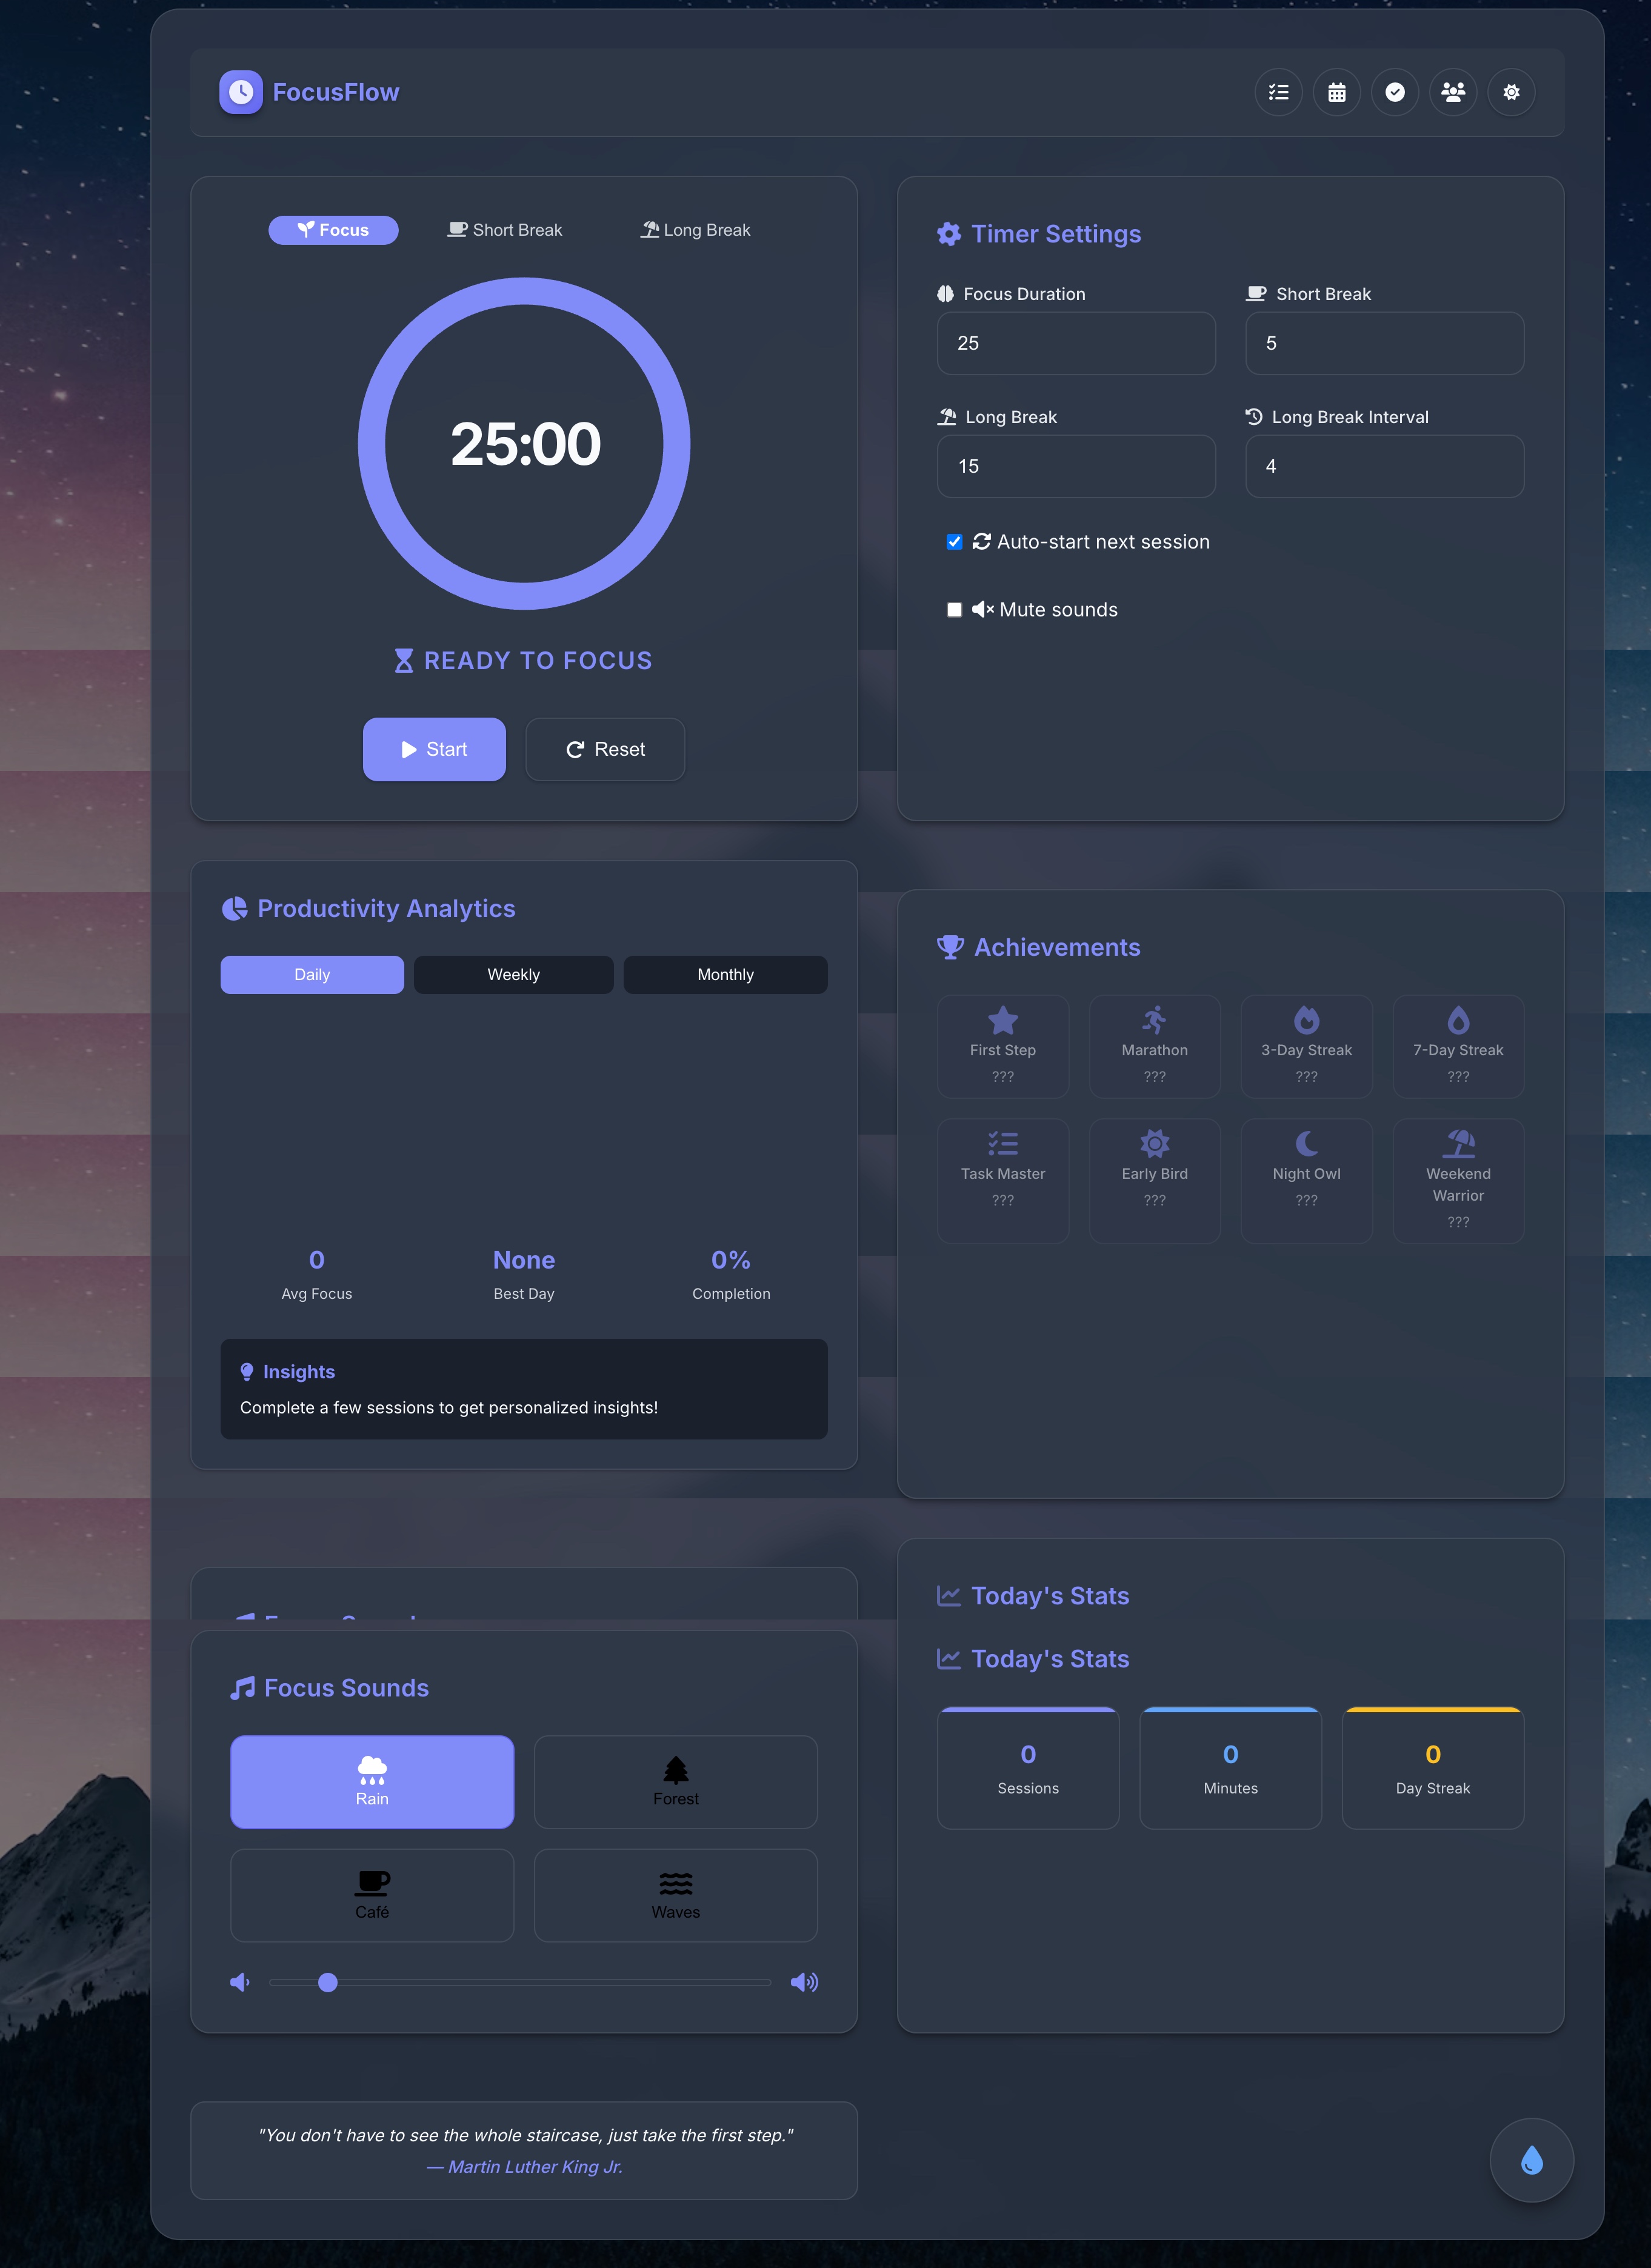 FocusFlow
Focus
Short Break
Long Break
25:00
READY TO FOCUS
Start
Reset
Timer Settings
Focus Duration
Short Break
25
5
Long Break
Long Break Interval
15
4
Auto-start next session
Mute sounds
Productivity Analytics
Daily
Weekly
Monthly
0
None
0%
Avg Focus
Best Day
Completion
Insights
Complete a few sessions to get personalized insights!
Achievements
First Step
Marathon
3-Day Streak
7-Day Streak
???
???
???
???
Task Master
Early Bird
Night Owl
Weekend
Warrior
???
???
???
???
Focus Sounds
Rain
Forest
Café
Waves
Today's Stats
Today's Stats
0
0
0
Sessions
Minutes
Day Streak
"You don't have to see the whole staircase, just take the first step."
— Martin Luther King Jr.